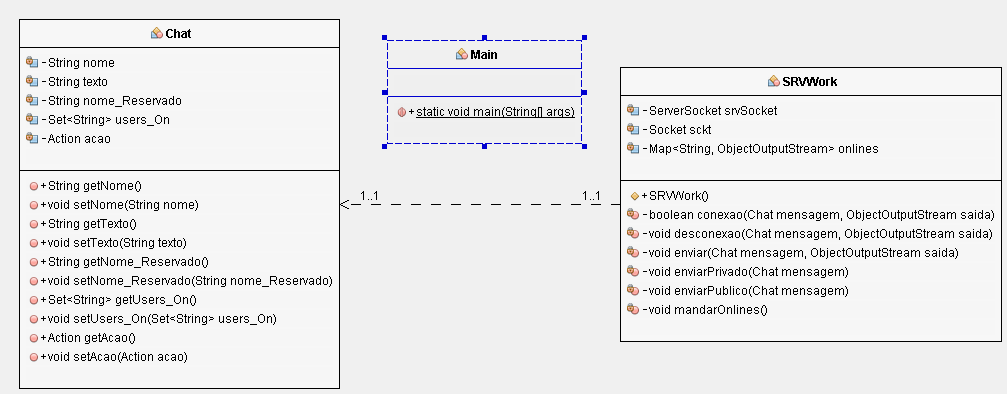 Chat
- String nome
- String texto
- String nome_Reservado
- Set<String> users_On
- Action acao
+ String getNome()
+ void setNome(String nome)
+ String getTexto()
+ void setTexto(String texto)
+ String getNome_Reservado()
+ void setNome_Reservado(String nome_Reservado)
+ Set<String> getUsers_On()
+ void setUsers_On(Set<String> users_On)
+ Action getAcao()
+ void setAcao(Action acao)
Main
+ static void main(String[] args)
1..1
1..1
SRVWork
- ServerSocket srvSocket
- Socket sckt
- Map<String, ObjectOutputStream> onlines
+ SRVWork()
- boolean conexao(Chat mensagem, ObjectOutputStream saida)
- void desconexao(Chat mensagem, ObjectOutputStream saida)
- void enviar(Chat mensagem, ObjectOutputStream saida)
- void enviarPrivado(Chat mensagem)
- void enviarPublico(Chat mensagem)
- void mandarOnlines()